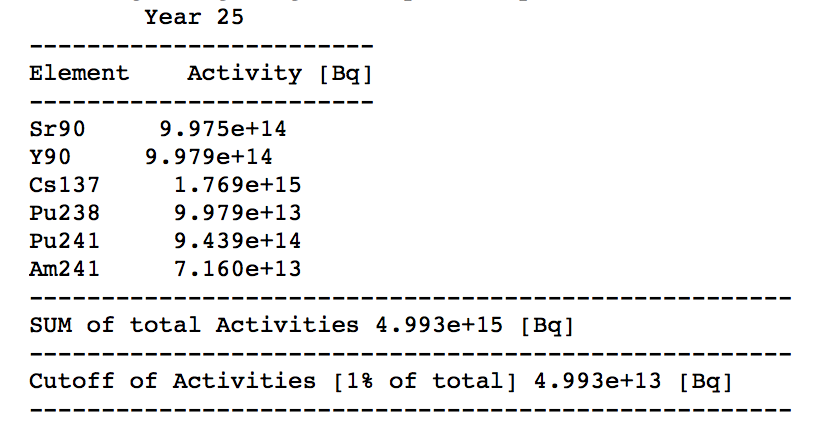 Year 25
------------------------
Element    Activity [Bq]
------------------------
Sr90     9.975e+14
Y90     9.979e+14
Cs137     1.769e+15
Pu238     9.979e+13
Pu241     9.439e+14
Am241     7.160e+13
-----------------------------------------------------
SUM of total Activities 4.993e+15 [Bq]
-----------------------------------------------------
Cutoff of Activities [1% of total] 4.993e+13 [Bq]
-----------------------------------------------------